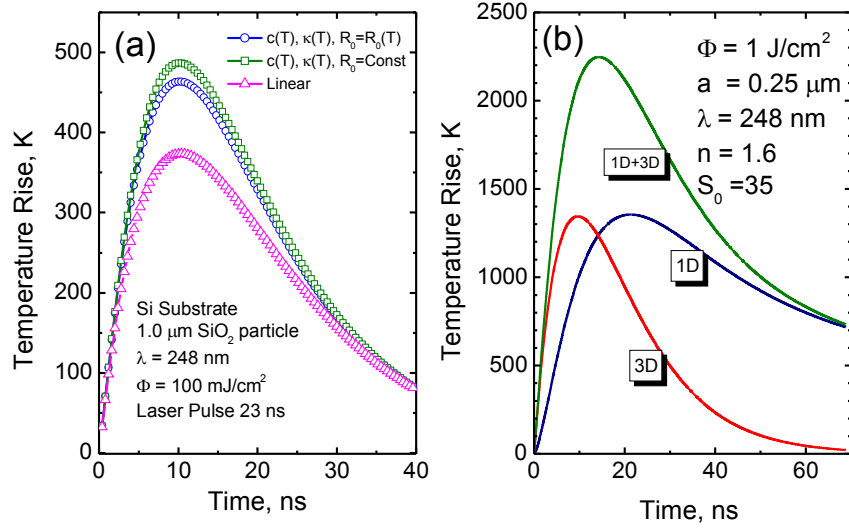 (a)
c(T), κ(T), R₀=R₀(T)
c(T), κ(T), R₀=Const
Linear
Temperature Rise, K
500
400
300
200
100
0
Si Substrate
1.0 μm SiO₂ particle
λ = 248 nm
Φ = 100 mJ/cm²
Laser Pulse 23 ns
0 10 20 30 40
Time, ns
(b)
Φ = 1 J/cm²
a = 0.25 μm
λ = 248 nm
n = 1.6
S₀ =35
Temperature Rise, K
2500
2000
1500
1000
500
0
1D+3D
1D
3D
0 20 40 60
Time, ns